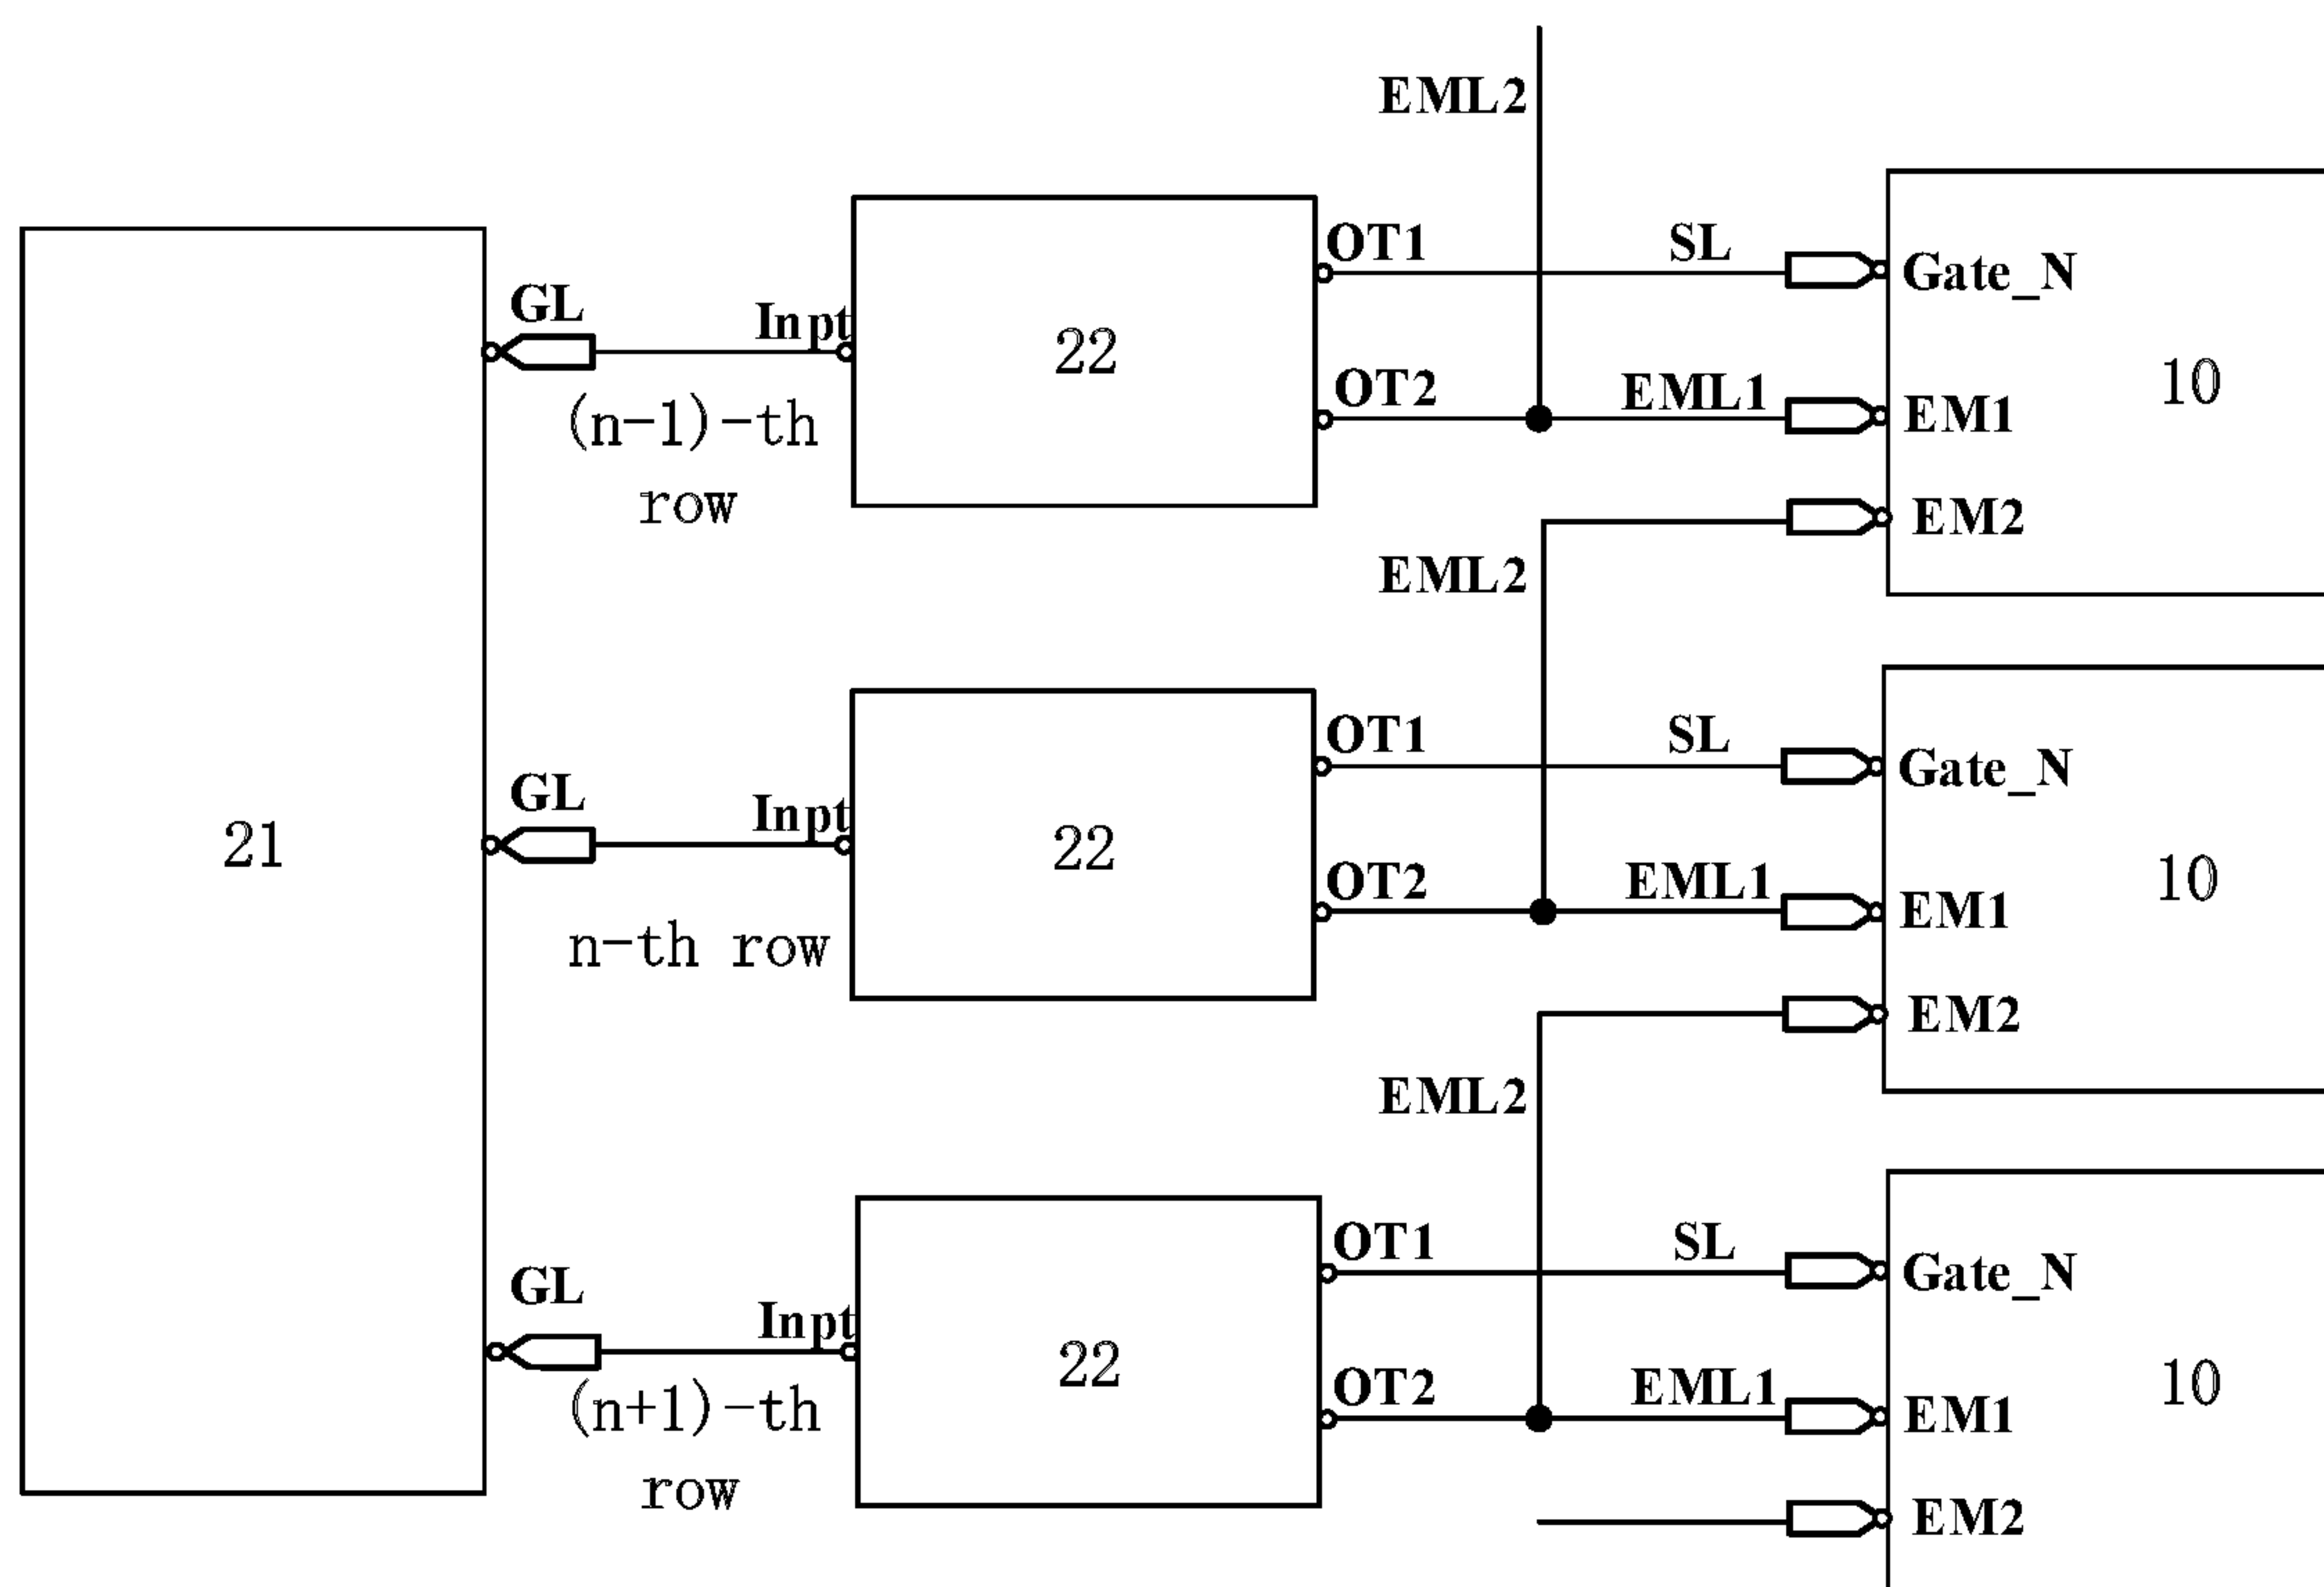 EML2
OT1 SL Gate_N
GL Inpt 22 10
OT2 EML1 EM1
(n-1)-th
row
EM2
EML2
OT1 SL Gate_N
GL Inpt
21 22 10
OT2 EML1 EM1
n-th row
EM2
EML2
OT1 SL Gate_N
GL Inpt
22 10
OT2 EML1 EM1
(n+1)-th
row
EM2